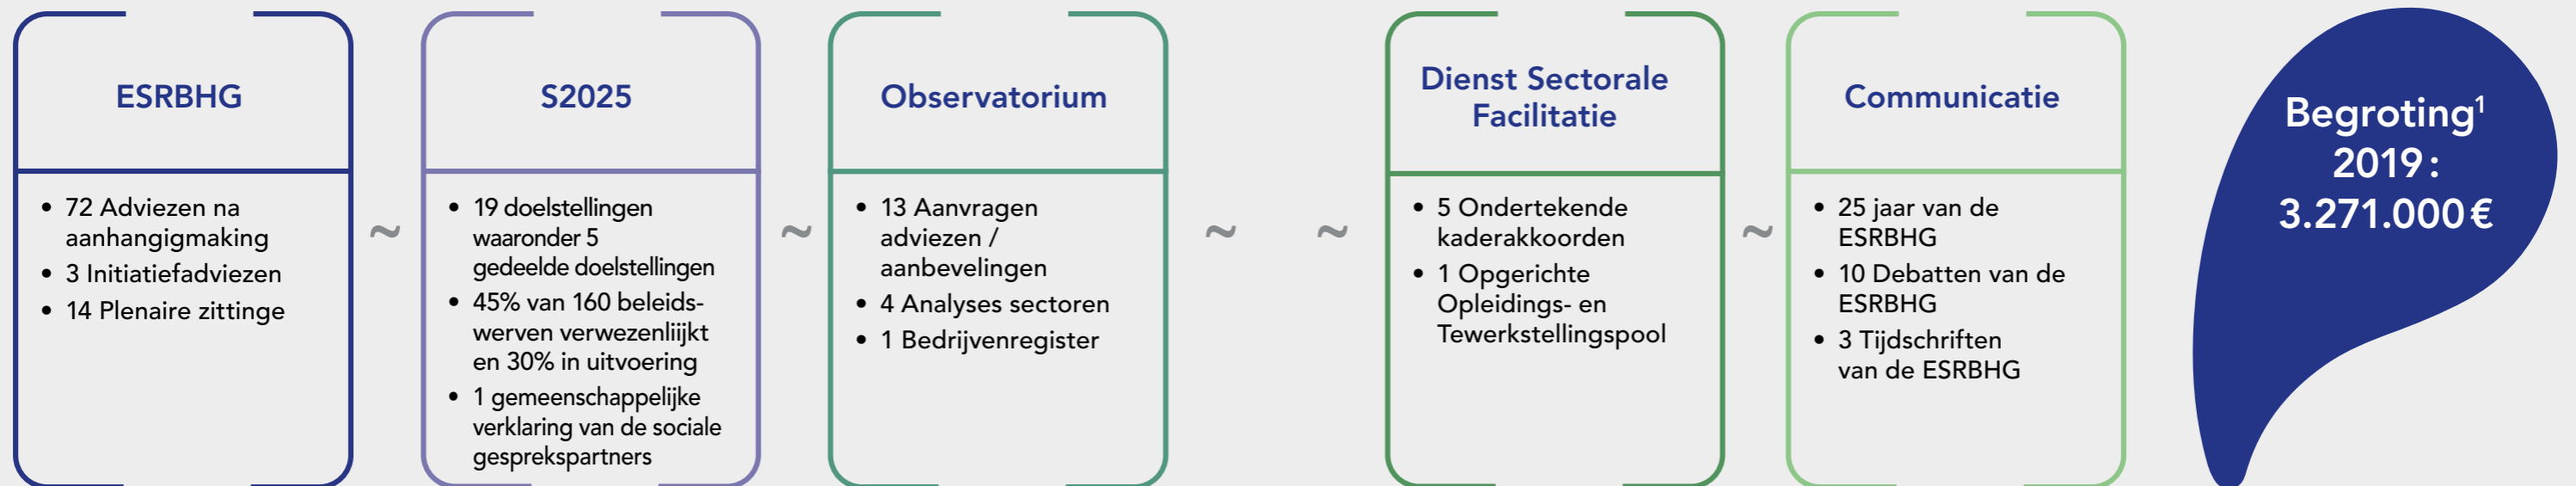 ESRBHG
• 72 Adviezen na
aanhangigmaking
• 3 Initiatiefadviezen
• 14 Plenaire zittinge
~
S2025
• 19 doelstellingen
waaronder 5
gedeelde doelstellingen
• 45% van 160 beleids-
werven verwezenliijkt
en 30% in uitvoering
• 1 gemeenschappelijke
verklaring van de sociale
gesprekspartners
~
Observatorium
• 13 Aanvragen
adviezen /
aanbevelingen
• 4 Analyses sectoren
• 1 Bedrijvenregister
~
~
Dienst Sectorale
Facilitatie
• 5 Ondertekende
kaderakkoorden
• 1 Opgerichte
Opleidings- en
Tewerkstellingspool
~
Communicatie
• 25 jaar van de
ESRBHG
• 10 Debatten van de
ESRBHG
• 3 Tijdschriften
van de ESRBHG
Begroting¹
2019 :
3.271.000 €